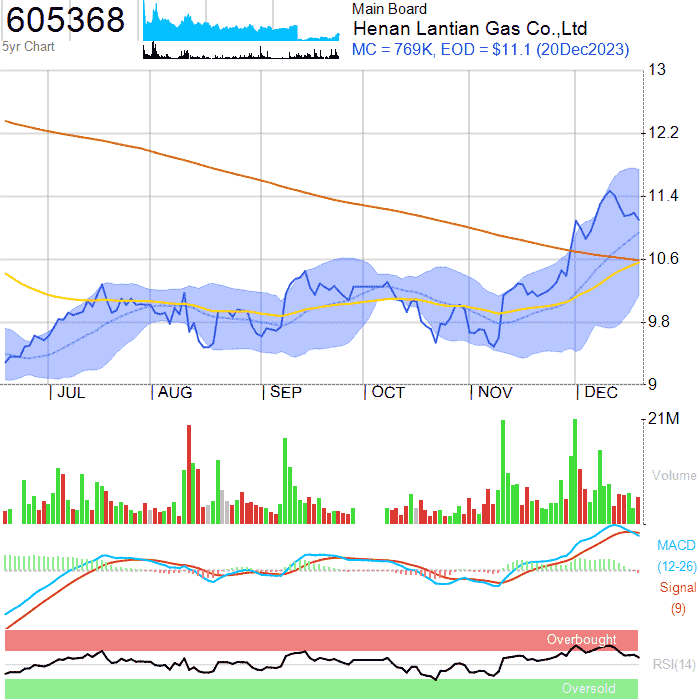 605368
5yr Chart
Main Board
Henan Lantian Gas Co.,Ltd
MC = 769K, EOD = $11.1 (20Dec2023)
13
12.2
11.4
10.6
9.8
9
| JUL | AUG | SEP | OCT | NOV | DEC
21M
Volume
MACD
(12-26)
Signal
(9)
Overbought
RSI(14)
Oversold